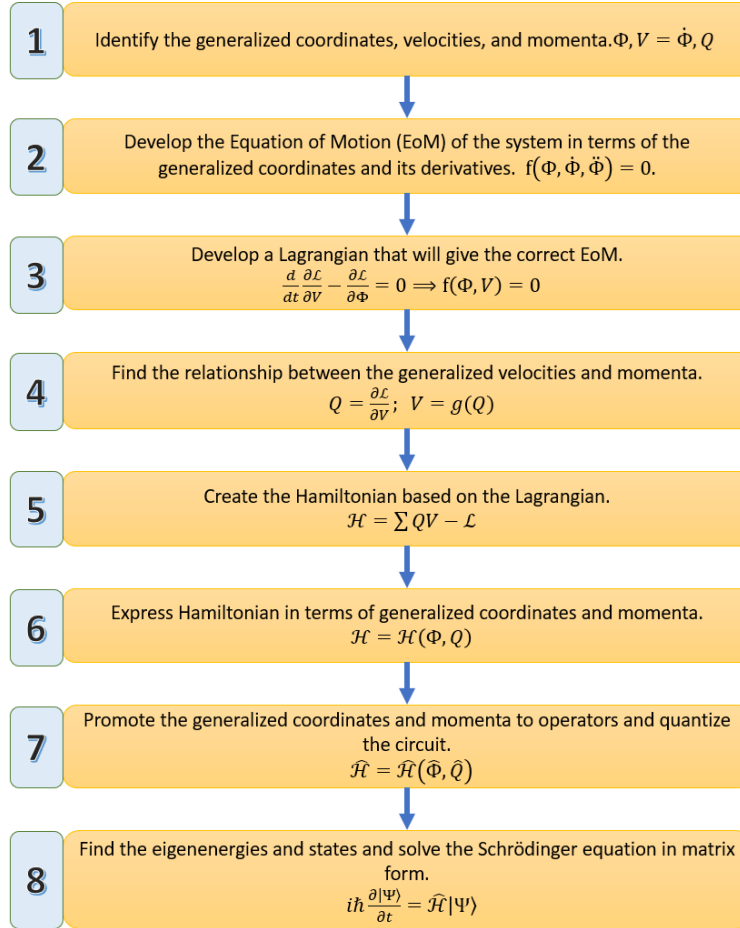 1
Identify the generalized coordinates, velocities, and momenta.Φ, V = Φ̇, Q
2
Develop the Equation of Motion (EoM) of the system in terms of the
generalized coordinates and its derivatives. f(Φ, Φ̇, Φ̈) = 0.
3
Develop a Lagrangian that will give the correct EoM.
d/dt ∂ℒ/∂V − ∂ℒ/∂Φ = 0 ⟹ f(Φ, V) = 0
4
Find the relationship between the generalized velocities and momenta.
Q = ∂ℒ/∂V; V = g(Q)
5
Create the Hamiltonian based on the Lagrangian.
ℋ = ∑ QV − ℒ
6
Express Hamiltonian in terms of generalized coordinates and momenta.
ℋ = ℋ(Φ, Q)
7
Promote the generalized coordinates and momenta to operators and quantize
the circuit.
ℋ̂ = ℋ̂(Φ̂, Q̂)
8
Find the eigenenergies and states and solve the Schrödinger equation in matrix
form.
iℏ ∂|Ψ⟩/∂t = ℋ̂|Ψ⟩